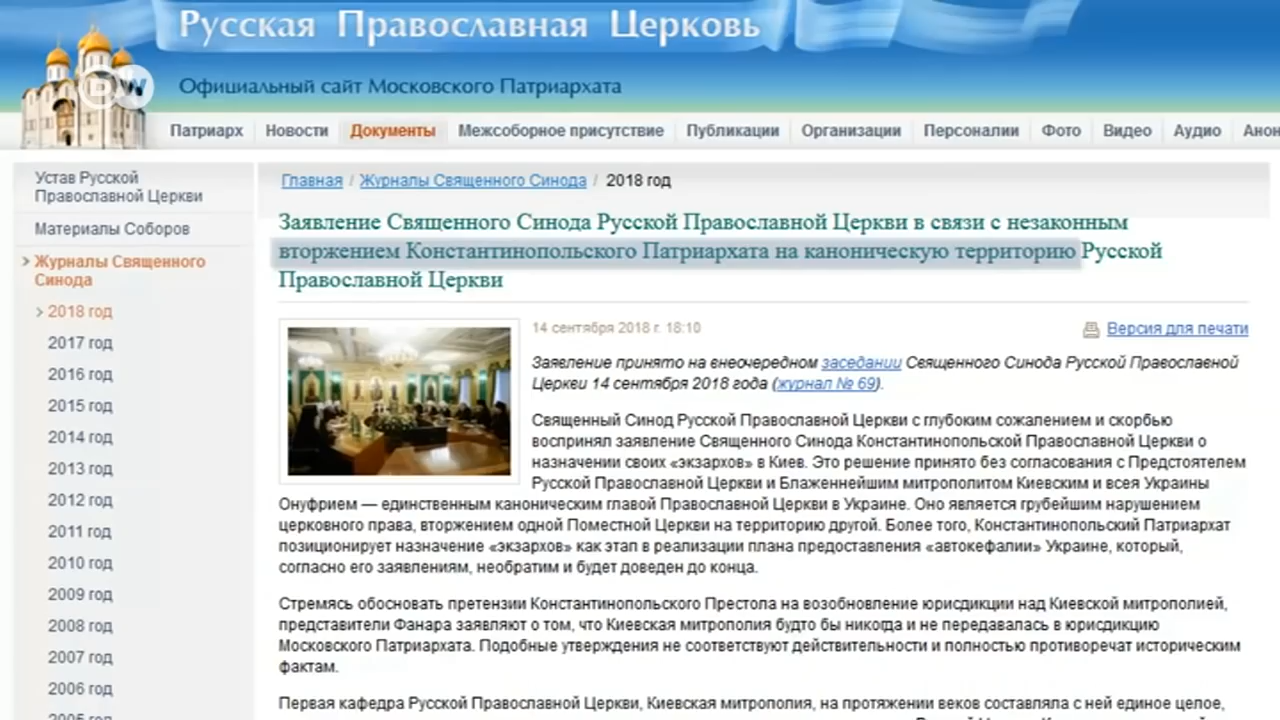 Русская Православная Церковь
DW
Официальный сайт Московского Патриархата
Патриарх Новости Документы Межсоборное присутствие Публикации Организации Персоналии Фото Видео Аудио Анон
Устав Русской
Православной Церкви
Материалы Соборов
Журналы Священного
Синода
2018 год
2017 год
2016 год
2015 год
2014 год
2013 год
2012 год
2011 год
2010 год
2009 год
2008 год
2007 год
2006 год
2005 год
Главная / Журналы Священного Синода / 2018 год
Заявление Священного Синода Русской Православной Церкви в связи с незаконным
вторжением Константинопольского Патриархата на каноническую территорию Русской
Православной Церкви
14 сентября 2018 г. 18:10
Версия для печати
Заявление принято на внеочередном заседании Священного Синода Русской Православной
Церкви 14 сентября 2018 года (журнал № 69).
Священный Синод Русской Православной Церкви с глубоким сожалением и скорбью
воспринял заявление Священного Синода Константинопольской Православной Церкви о
назначении своих «экзархов» в Киев. Это решение принято без согласования с Предстоятелем
Русской Православной Церкви и Блаженнейшим митрополитом Киевским и всея Украины
Онуфрием — единственным каноническим главой Православной Церкви в Украине. Оно является грубейшим нарушением
церковного права, вторжением одной Поместной Церкви на территорию другой. Более того, Константинопольский Патриархат
позиционирует назначение «экзархов» как этап в реализации плана предоставления «автокефалии» Украине, который,
согласно его заявлениям, необратим и будет доведен до конца.
Стремясь обосновать претензии Константинопольского Престола на возобновление юрисдикции над Киевской митрополией,
представители Фанара заявляют о том, что Киевская митрополия будто бы никогда и не передавалась в юрисдикцию
Московского Патриархата. Подобные утверждения не соответствуют действительности и полностью противоречат историческим
фактам.
Первая кафедра Русской Православной Церкви, Киевская митрополия, на протяжении веков составляла с ней единое целое,